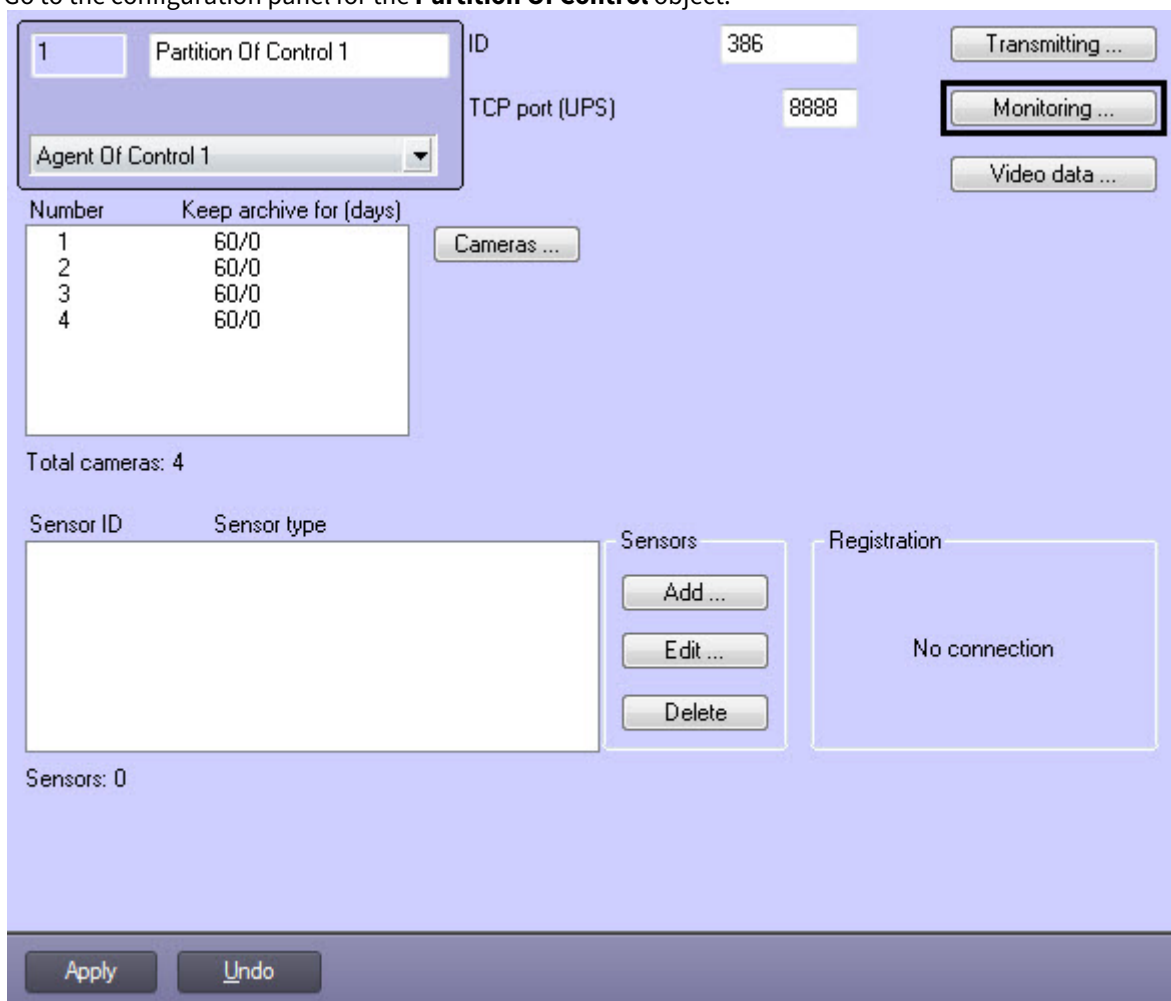 Go to the configuration panel for the Partition Of Control object.
1 Partition Of Control 1 ID 386 Transmitting ...
TCP port (UPS) 8888 Monitoring ...
Agent Of Control 1
Video data ...
Number Keep archive for (days)
1 60/0 Cameras ...
2 60/0
3 60/0
4 60/0
Total cameras: 4
Sensor ID Sensor type
Sensors Registration
Add ...
Edit ... No connection
Delete
Sensors: 0
Apply Undo